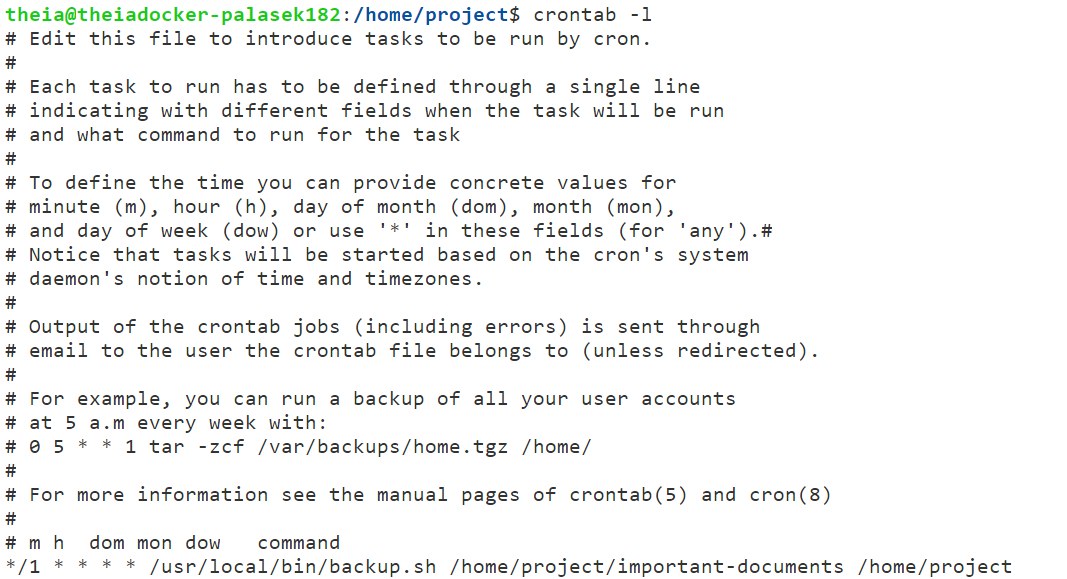 theia@theiadocker-palasek182:/home/project$ crontab -l
# Edit this file to introduce tasks to be run by cron.
#
# Each task to run has to be defined through a single line
# indicating with different fields when the task will be run
# and what command to run for the task
#
# To define the time you can provide concrete values for
# minute (m), hour (h), day of month (dom), month (mon),
# and day of week (dow) or use '*' in these fields (for 'any').#
# Notice that tasks will be started based on the cron's system
# daemon's notion of time and timezones.
#
# Output of the crontab jobs (including errors) is sent through
# email to the user the crontab file belongs to (unless redirected).
#
# For example, you can run a backup of all your user accounts
# at 5 a.m every week with:
# 0 5 * * 1 tar -zcf /var/backups/home.tgz /home/
#
# For more information see the manual pages of crontab(5) and cron(8)
#
# m h  dom mon dow   command
*/1 * * * * /usr/local/bin/backup.sh /home/project/important-documents /home/project